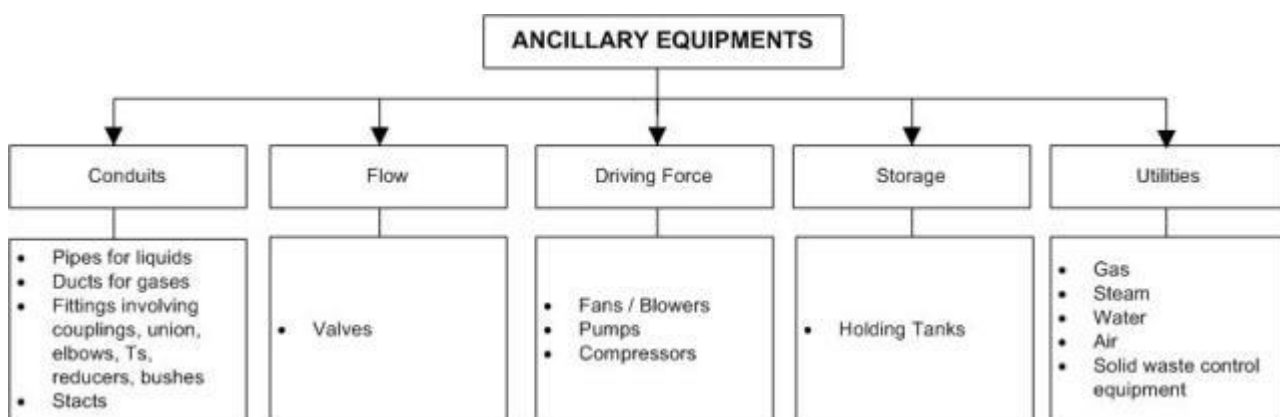 ANCILLARY EQUIPMENTS
Conduits
Flow
Driving Force
Storage
Utilities
• Pipes for liquids
• Ducts for gases
• Fittings involving
couplings, union,
elbows, Ts,
reducers, bushes
• Stacts
• Valves
• Fans / Blowers
• Pumps
• Compressors
• Holding Tanks
• Gas
• Steam
• Water
• Air
• Solid waste control
equipment